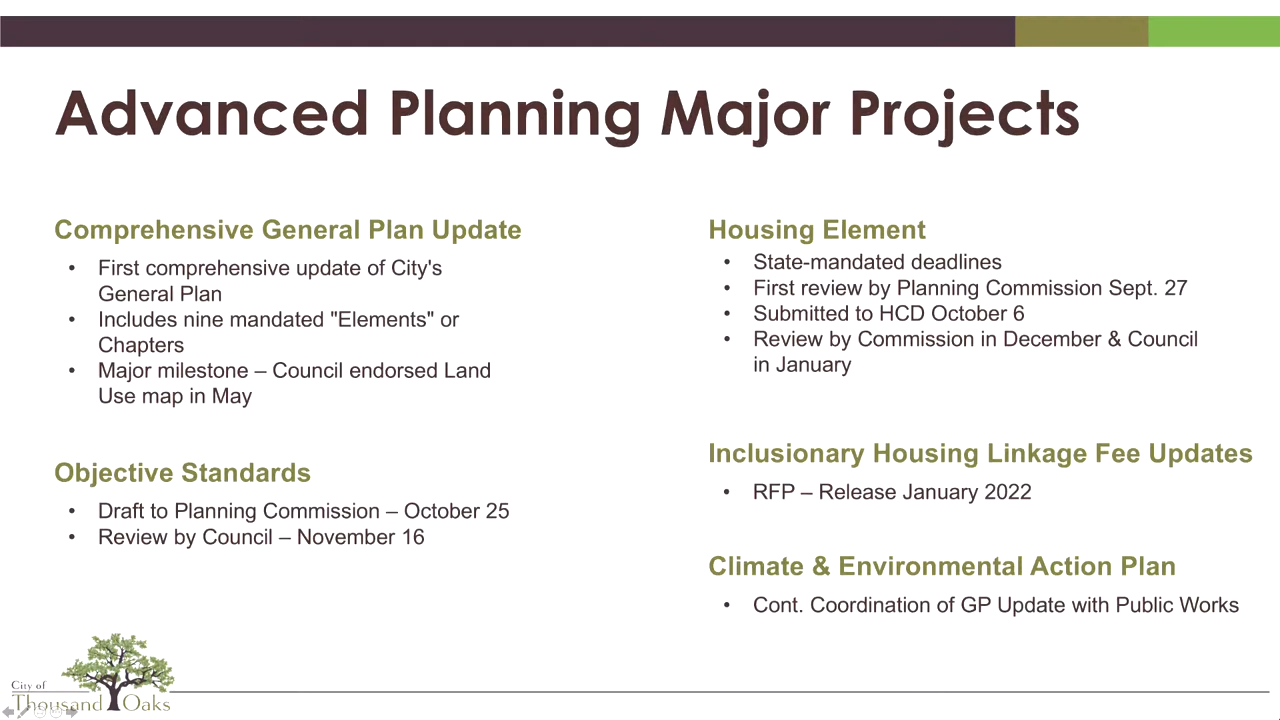 Advanced Planning Major Projects
Comprehensive General Plan Update
• First comprehensive update of City's
General Plan
• Includes nine mandated "Elements" or
Chapters
• Major milestone – Council endorsed Land
Use map in May
Objective Standards
• Draft to Planning Commission – October 25
• Review by Council – November 16
Housing Element
• State-mandated deadlines
• First review by Planning Commission Sept. 27
• Submitted to HCD October 6
• Review by Commission in December & Council
in January
Inclusionary Housing Linkage Fee Updates
• RFP – Release January 2022
Climate & Environmental Action Plan
• Cont. Coordination of GP Update with Public Works
City of
Thousand Oaks